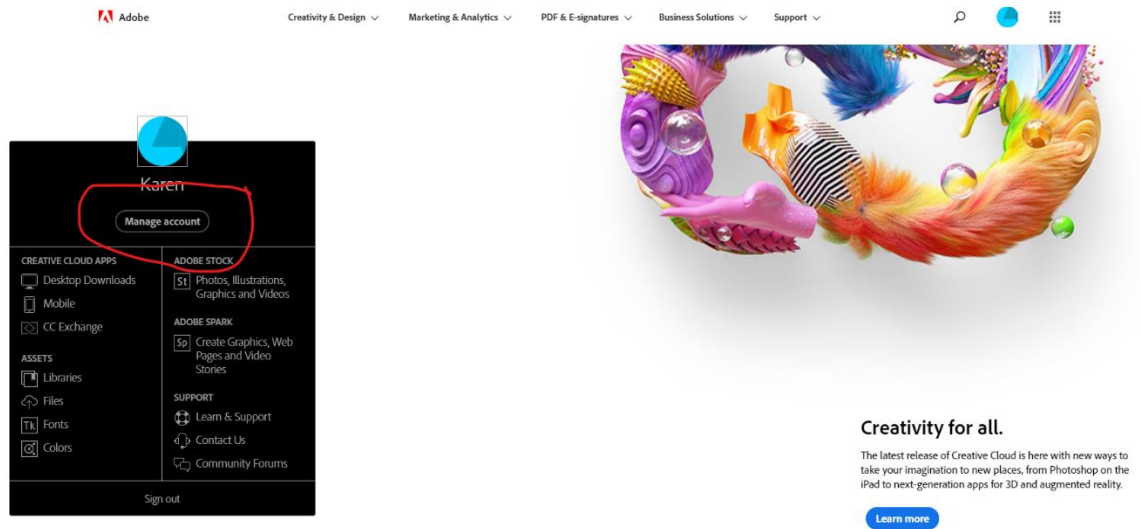 Adobe
Creativity & Design
Marketing & Analytics
PDF & E-signatures
Business Solutions
Support
Karen
Manage account
CREATIVE CLOUD APPS
Desktop Downloads
Mobile
CC Exchange
ASSETS
Libraries
Files
Tk Fonts
Colors
ADOBE STOCK
St Photos, Illustrations,
Graphics and Videos
ADOBE SPARK
Sp Create Graphics, Web
Pages and Video
Stories
SUPPORT
Learn & Support
Contact Us
Community Forums
Sign out
Creativity for all.
The latest release of Creative Cloud is here with new ways to
take your imagination to new places, from Photoshop on the
iPad to next-generation apps for 3D and augmented reality.
Learn more